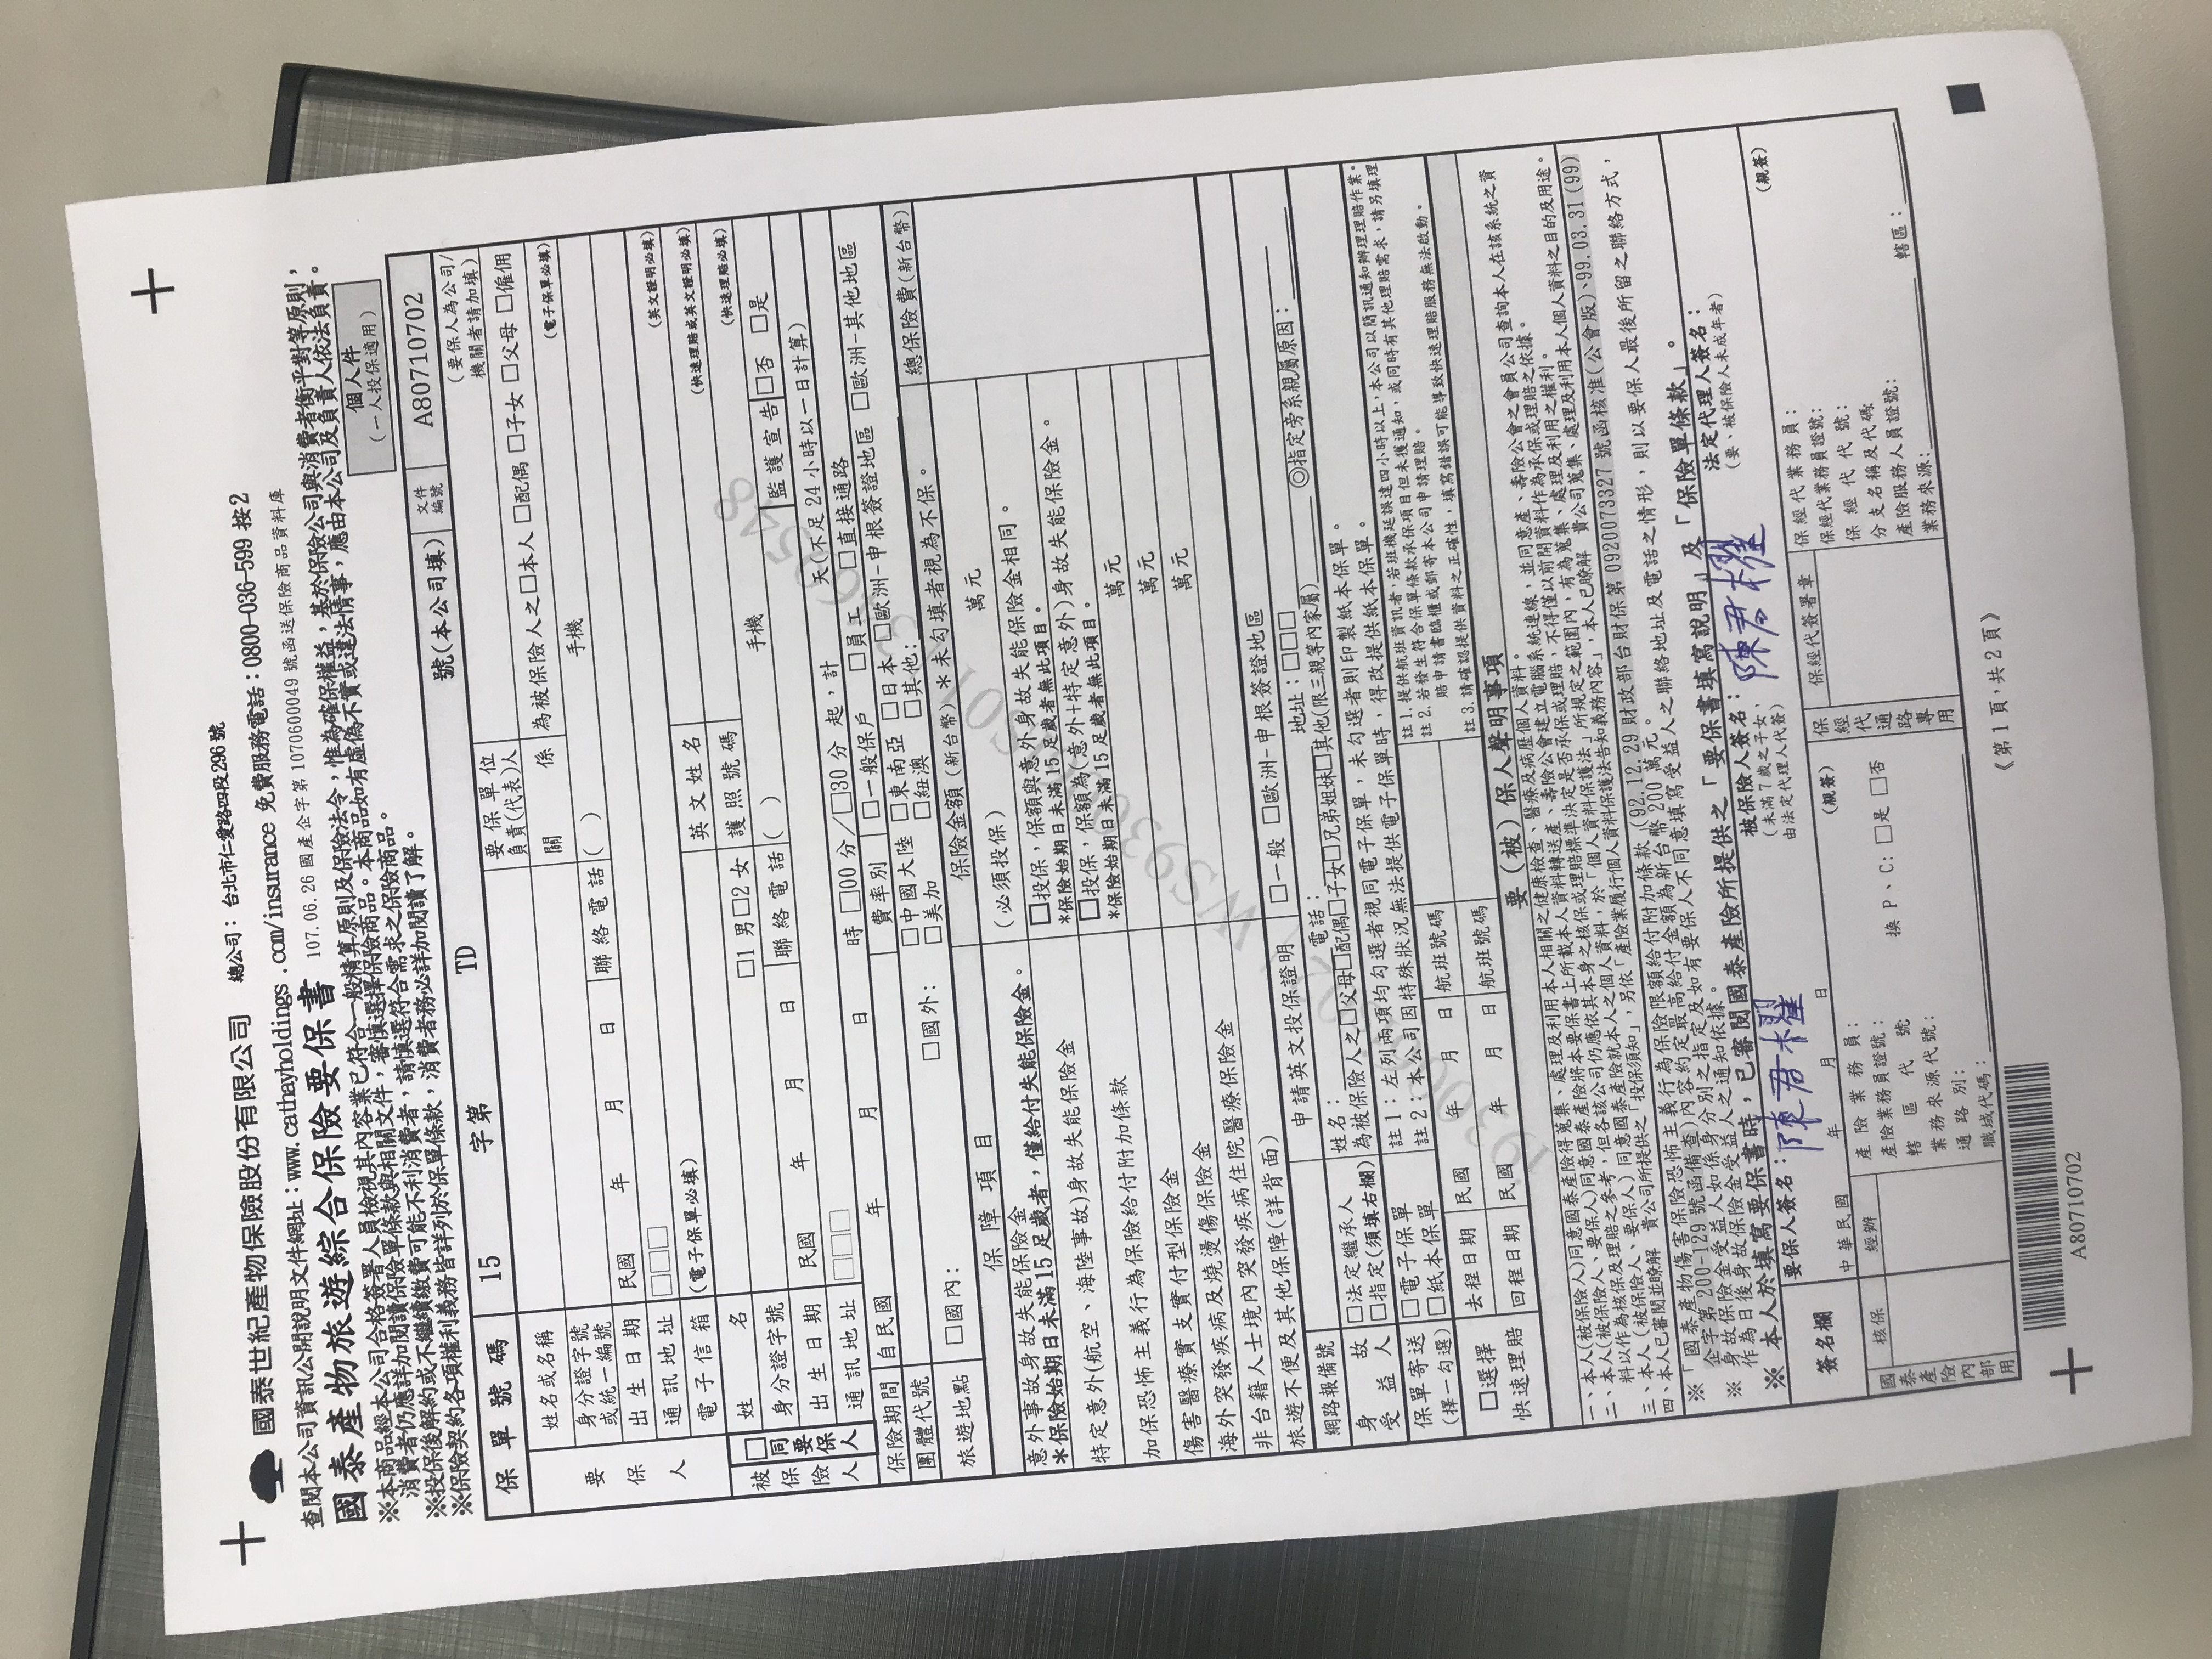 國泰世紀產物保險股份有限公司 總公司：台北市仁愛路四段296號
查閱本公司資訊公開說明文件網址：www.cathayholdings.com/insurance 免費服務電話：0800-036-599 按2
國泰產物旅遊綜合保險要保書 107.06.26 國產企字第 1070600049 號函送保險商品資料庫
※本商品經本公司合格簽署人員檢視其內容業已符合一般精算原則及保險法令，惟為確保權益，基於保險公司與消費者衡平對等原則，
消費者仍應詳加閱讀保險單條款與相關文件，審慎選擇保險商品。本商品如有虛偽不實或違法情事，應由本公司及負責人依法負責。
※投保後解約或不繼續繳費可能不利消費者，請慎選符合需求之保險商品。
※保險契約各項權利義務皆詳列於保單條款，消費者務必詳加閱讀了解。
個人件
(一人投保適用)
保單號碼 15 字第 TD 號(本公司填) 文件編號 A80710702
要保人
姓名或名稱 要保單位負責(代表)人 (要保人為公司/機關者請加填)
身分證字號或統一編號 關係 為被保險人之□本人 □配偶 □子女 □父母 □僱傭
出生日期 民國 年 月 日 聯絡電話 ( ) 手機 (電子保單必填)
通訊地址 □□□
電子信箱 (電子保單必填)
被保險人 □同要保人
姓名 英文姓名 (英文證明必填)
身分證字號 □1 男□2 女 護照號碼 (快速理賠或英文證明必填)
出生日期 民國 年 月 日 聯絡電話 ( ) 手機 (快速理賠必填)
通訊地址 □□□ 監護宣告 □否 □是
保險期間 自民國 年 月 日 時 □00 分／□30 分 起，計 天(不足 24 小時以一日計算)
團體代號 費率別 □一般保戶 □員工 □直接通路
旅遊地點 □國內： □國外： □中國大陸 □東南亞 □日本 □歐洲-申根簽證地區 □歐洲-其他地區
□美加 □紐澳 □其他：
保障項目 保險金額(新台幣)＊未勾填者視為不保。 總保險費(新台幣)
意外事故身故失能保險金 (必須投保) 萬元
＊保險始期日未滿15足歲者，僅給付失能保險金。
特定意外(航空、海陸事故)身故失能保險金 □投保，保額與意外身故失能保險金相同。
*保險始期日未滿15足歲者無此項目。
加保恐怖主義行為保險給付附加條款 □投保，保額為(意外+特定意外)身故失能保險金。
*保險始期日未滿15足歲者無此項目。
傷害醫療實支實付型保險金 萬元
海外突發疾病及燒燙傷保險金 萬元
非台籍人士境內突發疾病住院醫療保險金 萬元
旅遊不便及其他保障(詳背面)
網路報備號 申請英文投保證明 □一般 □歐洲-申根簽證地區
身故受益人 □法定繼承人 姓名： 電話： 地址：□□□
□指定(須填右欄) 為被保險人之□父母□配偶□子女□兄弟姐妹□其他(限三親等內家屬) ◎指定旁系親屬原因：
保單寄送 □電子保單 註1：左列兩項均勾選者視同電子保單，未勾選者則印製紙本保單。
(擇一勾選) □紙本保單 註2：本公司因特殊狀況無法提供電子保單時，得改提供紙本保單。
□選擇快速理賠
去程日期 民國 年 月 日 航班號碼
回程日期 民國 年 月 日 航班號碼
註1.提供航班資訊者，若班機延誤達四小時以上，本公司以簡訊通知辦理理賠作業。
註2.若發生符合保單條款承保項目但未獲通知，或同時有其他理賠需求，請另填理
賠申請書臨櫃或郵寄本公司申請理賠。
註3.請確認提供資料之正確性，填寫錯誤可能導致快速理賠服務無法啟動。
要(被)保人聲明事項
一、本人(被保險人)同意國泰產險得蒐集、處理及利用本人相關之健康檢查、醫療及病歷個人資料。
二、本人(被保險人、要保人)同意國泰產險將本要保書上所載本人資料轉送產、壽險公會建立電腦系統連線，並同意產、壽險公會之會員公司查詢本人在該系統之資
料以作為核保及理賠之參考，但各該公司仍應依其本身之核保或理賠標準決定是否承保或理賠，不得僅以前開資料作為承保或理賠之依據。
三、本人(被保險人、要保人)同意國泰產險就本人之個人資料，於「個人資料保護法」所規定之範圍內，有為蒐集、處理及利用之權利。
四、本人已審閱並瞭解 貴公司所提供之「投保須知」，另依「產險業履行個人資料保護法告知義務內容」，本人已瞭解 貴公司蒐集、處理及利用本人個人資料之目的及用途。
※「國泰產物傷害保險恐怖主義行為保險限額給付附加條款」(92.12.29 財政部台財保第 0920073327 號函核准(公會版)、99.03.31(99)
企字第 200-129 號函備查)內容約定最高給付金額為新台幣 200 萬元。
※ 身故保險金受益人如係身分別之指定及如有要保人不同意填寫受益人之聯絡地址及電話之情形，則以要保人最後所留之聯絡方式，
作為日後身故保險金受益人之通知依據。
※ 本人於填寫要保書時，已審閱國泰產險所提供之「要保書填寫說明」及「保險單條款」。
簽名欄
要保人簽名：陳君櫂
被保險人簽名：陳君櫂
(未滿7歲之子女，
由法定代理人代簽)
法定代理人簽名：
(要、被保險人未成年者)
中華民國 年 月 日 (親簽) (親簽)
國泰產險內部用
核保 經辦
產險業務員：
產險業務員證號：
轄區代號
業務來源代號：
通路別：
職域代碼：
換 P、C：□是 □否
保經代通路專用
保經代簽署章
保經代業務員：
保經代業務員證號：
保經代代號：
分支名稱及代碼
產險服務人員證號：
業務來源： 轄區：
《第1頁，共2頁》
A80710702